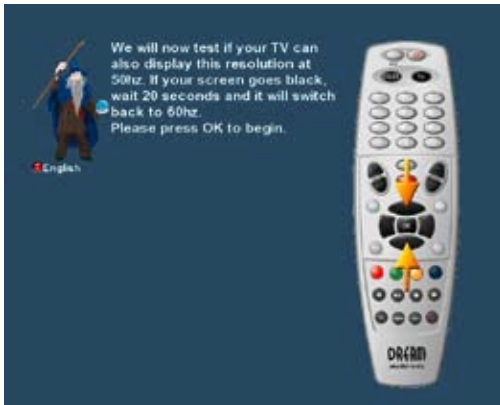 We will now test if your TV can
also display this resolution at
50hz. If your screen goes black,
wait 20 seconds and it will switch
back to 60hz.
Please press OK to begin.
English
DREAM